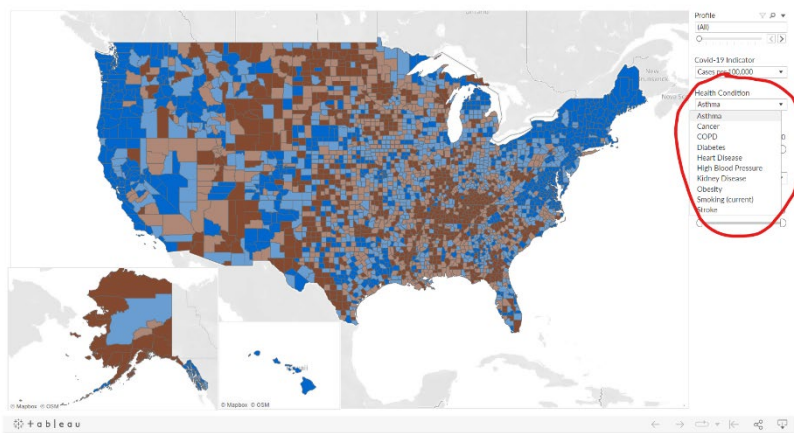 Profile
(All)
Covid-19 Indicator
Cases per 100,000
Health Condition
Asthma
Asthma
Cancer
COPD
Diabetes
Heart Disease
High Blood Pressure
Kidney Disease
Obesity
Smoking (current)
Stroke
New
© Mapbox © OSM
© Mapbox © OSM
+ableau